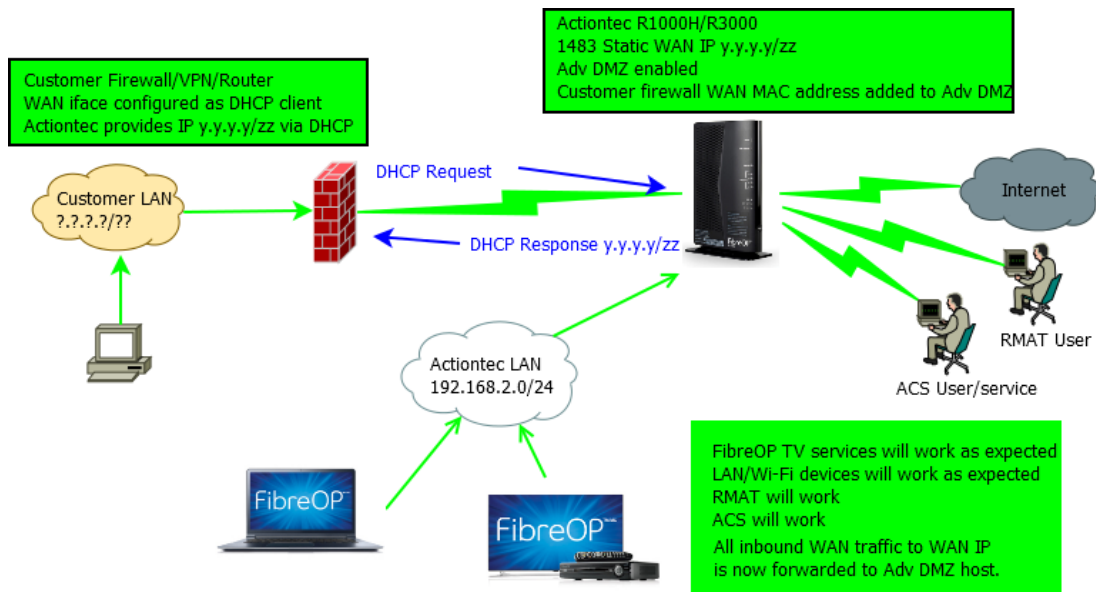 Actiontec R1000H/R3000
1483 Static WAN IP y.y.y.y/zz
Adv DMZ enabled
Customer firewall WAN MAC address added to Adv DMZ
Customer Firewall/VPN/Router
WAN iface configured as DHCP client
Actiontec provides IP y.y.y.y/zz via DHCP
DHCP Request
Customer LAN
?.?.?.?/??
Internet
DHCP Response y.y.y.y/zz
FibreOP
RMAT User
Actiontec LAN
192.168.2.0/24
ACS User/service
FibreOP
FibreOP
FibreOP TV services will work as expected
LAN/Wi-Fi devices will work as expected
RMAT will work
ACS will work
All inbound WAN traffic to WAN IP
is now forwarded to Adv DMZ host.